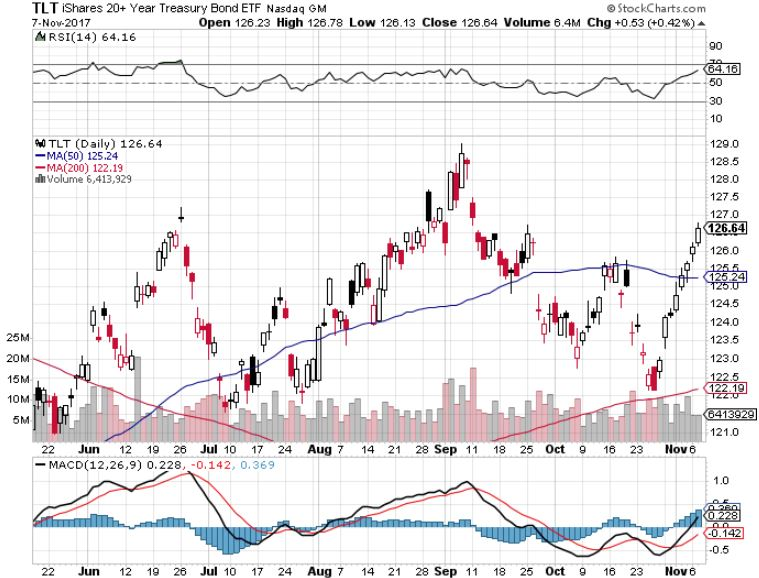 TLT iShares 20+ Year Treasury Bond ETF Nasdaq GM © StockCharts.com
7-Nov-2017 Open 126.23 High 126.78 Low 126.13 Close 126.64 Volume 6.4M Chg +0.53 (+0.42%)
RSI(14) 64.16
90
70
64.16
50
30
10
TLT (Daily) 126.64
MA(50) 125.24
MA(200) 122.19
Volume 6,413,929
129.0
128.5
128.0
127.5
127.0
126.64
126.0
125.5
125.24
125.0
124.5
124.0
123.5
123.0
122.5
122.19
122.0
121.0
25M
20M
15M
10M
5M
6413929
22 Jun 12 19 26 Jul 10 17 24 Aug 7 14 21 28 Sep 11 18 25 Oct 9 16 23 Nov 6
MACD(12,26,9) 0.228, -0.142, 0.369
1.0
0.5
0.369
0.228
0.0
-0.142
-0.5
22 Jun 12 19 26 Jul 10 17 24 Aug 7 14 21 28 Sep 11 18 25 Oct 9 16 23 Nov 6